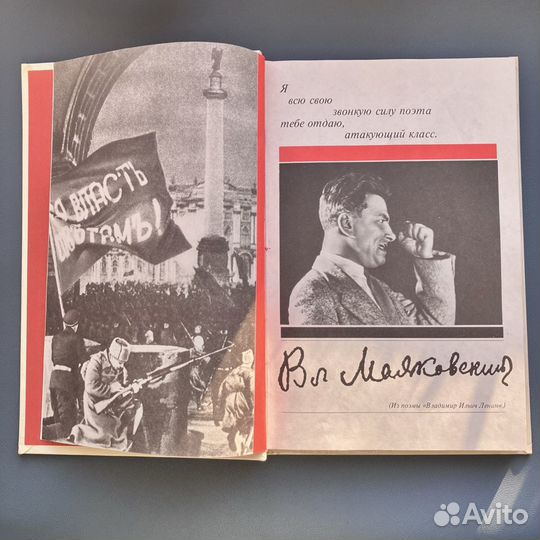 ВЛАСТЬ
Я
всю свою
звонкую силу поэта
тебе отдаю,
атакующий класс.
Вл Маяковский
(Из поэмы «Владимир Ильич Ленин»)
Avito